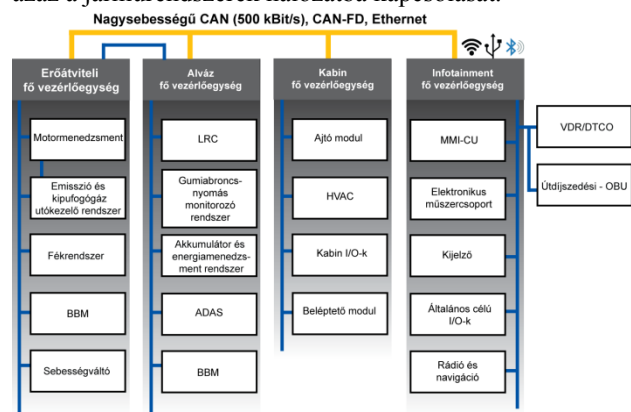 Nagysebességű CAN (500 kBit/s), CAN-FD, Ethernet
Erőátviteli
fő vezérlőegység
Motormenedzsment
Emisszió és
kipufogógáz
utókezelő rendszer
Fékrendszer
BBM
Sebességváltó
Alváz
fő vezérlőegység
LRC
Gumiabroncs-
nyomás
monitorozó
rendszer
Akkumulátor és
energiamenedzs-
ment rendszer
ADAS
BBM
Kabin
fő vezérlőegység
Ajtó modul
HVAC
Kabin I/O-k
Beléptető modul
Infotainment
fő vezérlőegység
MMI-CU
Elektronikus
műszercsoport
Kijelző
Általános célú
I/O-k
Rádió és
navigáció
VDR/DTCO
Útdíjszedési - OBU